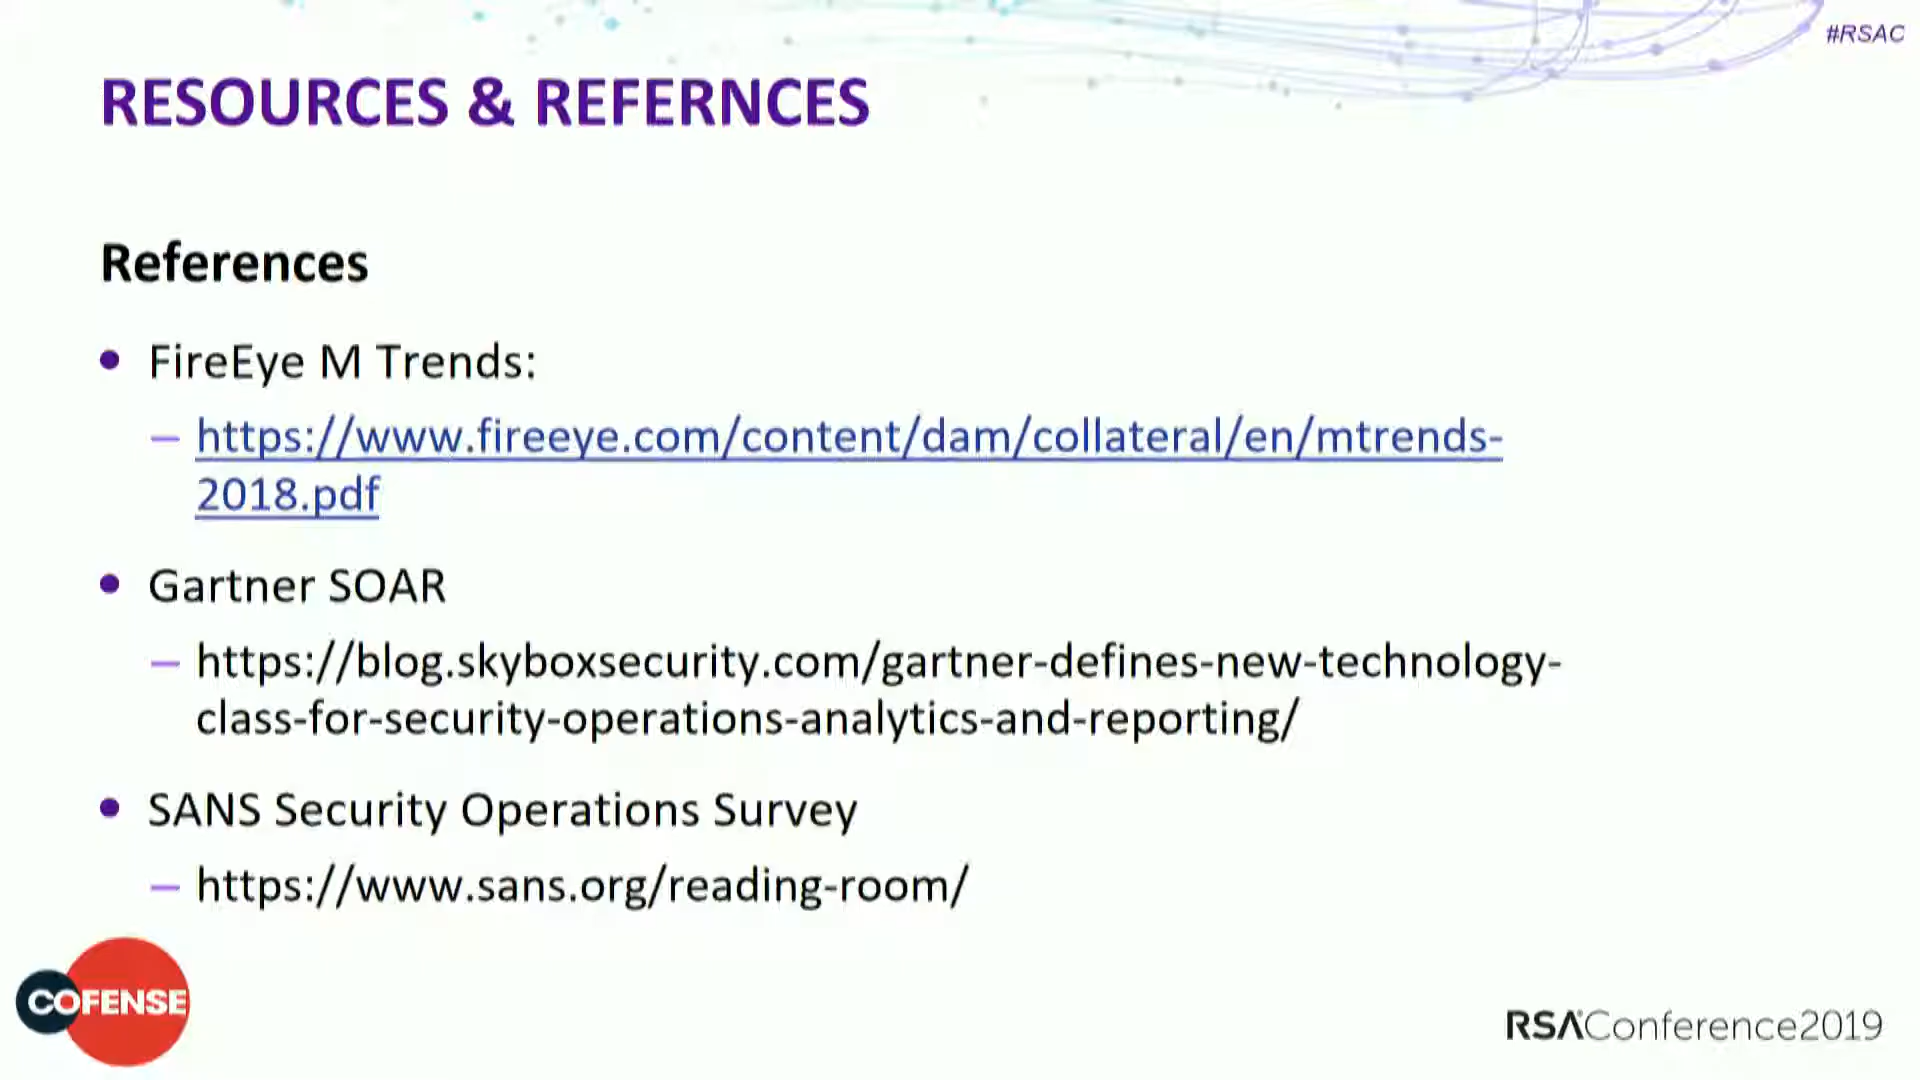 #RSAC
RESOURCES & REFERNCES
References
• FireEye M Trends:
– https://www.fireeye.com/content/dam/collateral/en/mtrends-
2018.pdf
• Gartner SOAR
– https://blog.skyboxsecurity.com/gartner-defines-new-technology-
class-for-security-operations-analytics-and-reporting/
• SANS Security Operations Survey
– https://www.sans.org/reading-room/
COFENSE
RSAConference2019